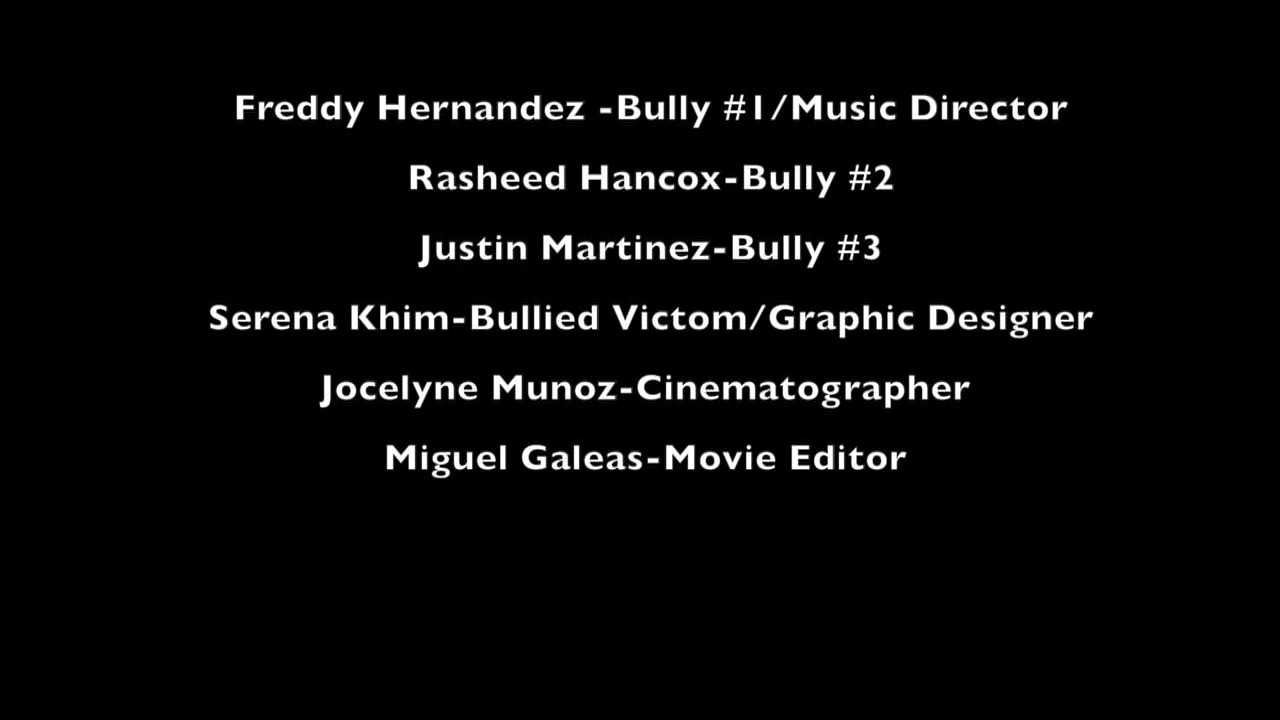 Freddy Hernandez -Bully #1/Music Director
Rasheed Hancox-Bully #2
Justin Martinez-Bully #3
Serena Khim-Bullied Victom/Graphic Designer
Jocelyne Munoz-Cinematographer
Miguel Galeas-Movie Editor